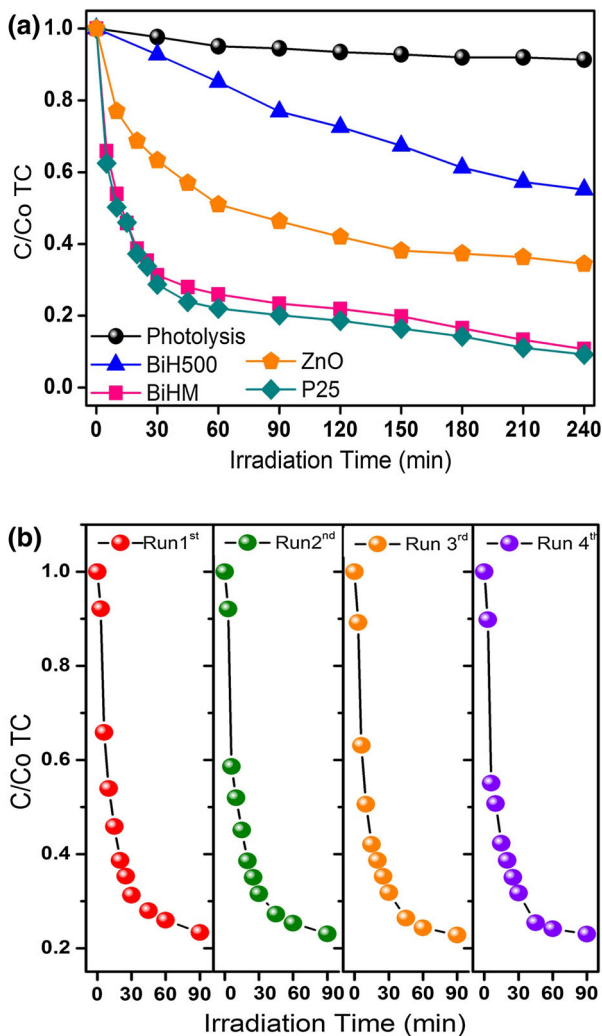 (a)
C/Co TC
1.0
0.8
0.6
0.4
0.2
0.0
Photolysis
BiH500
BiHM
ZnO
P25
0 30 60 90 120 150 180 210 240
Irradiation Time (min)
(b)
C/Co TC
1.0
0.8
0.6
0.4
0.2
Run1st
Run2nd
Run 3rd
Run 4th
0 30 60 90 0 30 60 90 0 30 60 90 0 30 60 90
Irradiation Time (min)